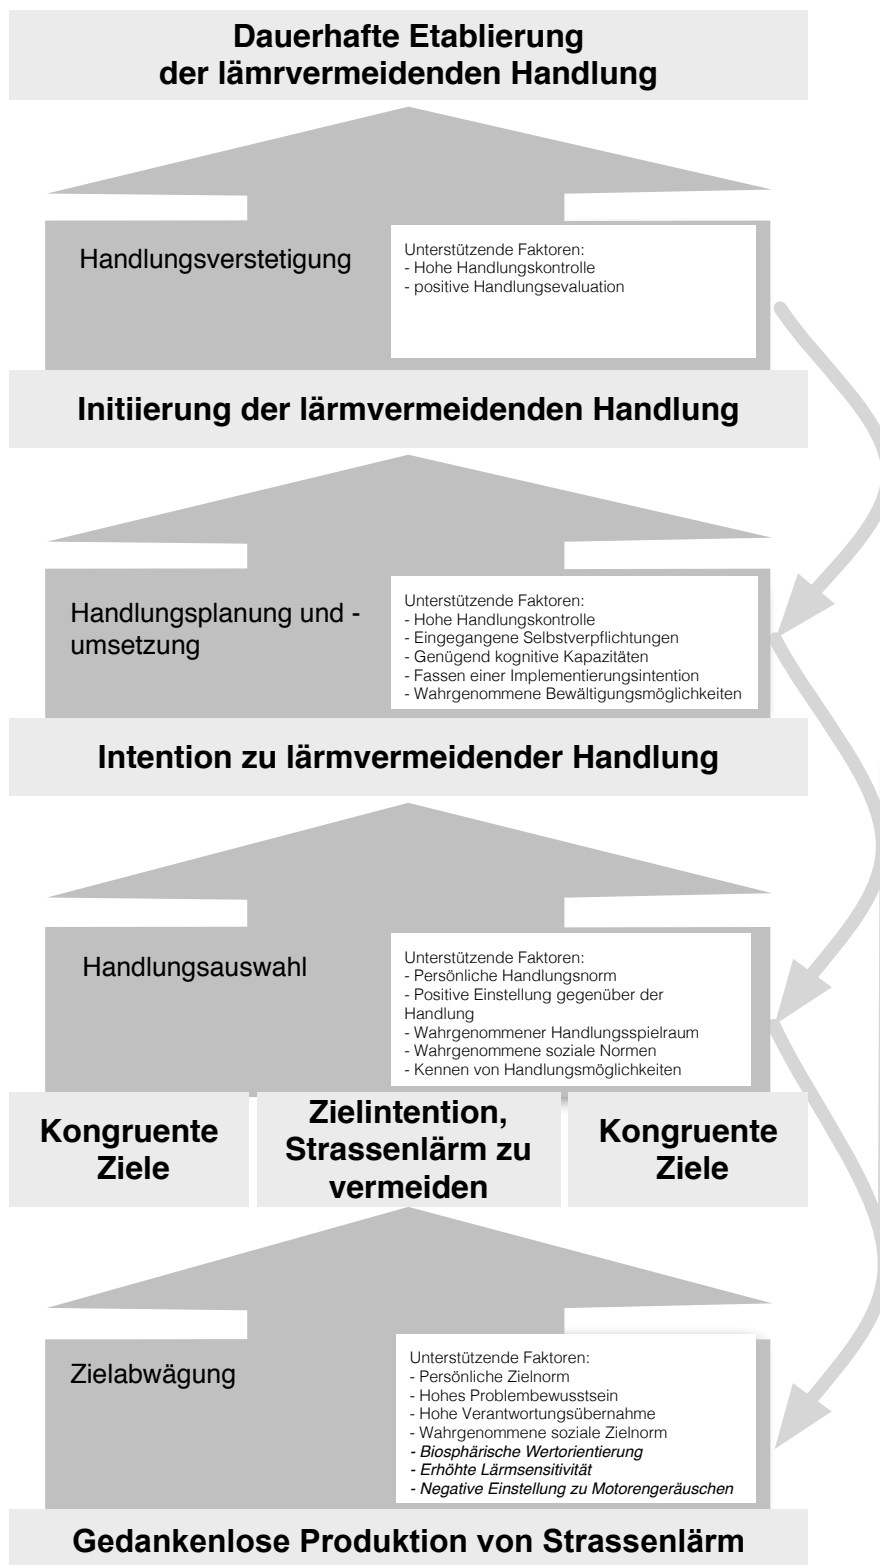 Dauerhafte Etablierung
der lämrvermeidenden Handlung
Handlungsverstetigung
Unterstützende Faktoren:
- Hohe Handlungskontrolle
- positive Handlungsevaluation
Initiierung der lärmvermeidenden Handlung
Handlungsplanung und -
umsetzung
Unterstützende Faktoren:
- Hohe Handlungskontrolle
- Eingegangene Selbstverpflichtungen
- Genügend kognitive Kapazitäten
- Fassen einer Implementierungsintention
- Wahrgenommene Bewältigungsmöglichkeiten
Intention zu lärmvermeidender Handlung
Handlungsauswahl
Unterstützende Faktoren:
- Persönliche Handlungsnorm
- Positive Einstellung gegenüber der
Handlung
- Wahrgenommener Handlungsspielraum
- Wahrgenommene soziale Normen
- Kennen von Handlungsmöglichkeiten
Kongruente
Ziele
Zielintention,
Strassenlärm zu
vermeiden
Kongruente
Ziele
Zielabwägung
Unterstützende Faktoren:
- Persönliche Zielnorm
- Hohes Problembewusstsein
- Hohe Verantwortungsübernahme
- Wahrgenommene soziale Zielnorm
- Biosphärische Wertorientierung
- Erhöhte Lärmsensitivität
- Negative Einstellung zu Motorengeräuschen
Gedankenlose Produktion von Strassenlärm